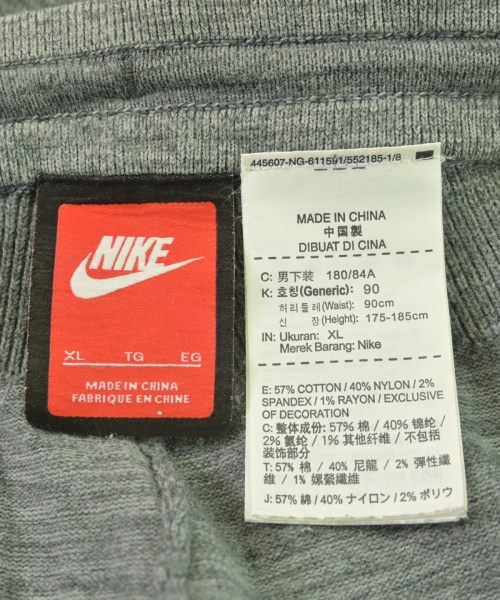 NIKE
XL TG EG
MADE IN CHINA
FABRIQUE EN CHINE
445607-NG-611591/552185-1/8
MADE IN CHINA
中國製
DIBUAT DI CINA
C: 男下装 180/84A
K: 호칭(Generic): 90
허리둘레(Waist): 90cm
신 장(Height): 175-185cm
IN: Ukuran: XL
Merek Barang: Nike
E: 57% COTTON / 40% NYLON / 2%
SPANDEX / 1% RAYON / EXCLUSIVE
OF DECORATION
C: 整体成份: 57% 棉 / 40% 锦纶 /
2% 氨纶 / 1% 其他纤维 / 不包括
装饰部分
T: 57% 棉 / 40% 尼龍 / 2% 彈性纖
維 / 1% 嫘縈纖維
J: 57% 綿 / 40% ナイロン / 2% ポリウ